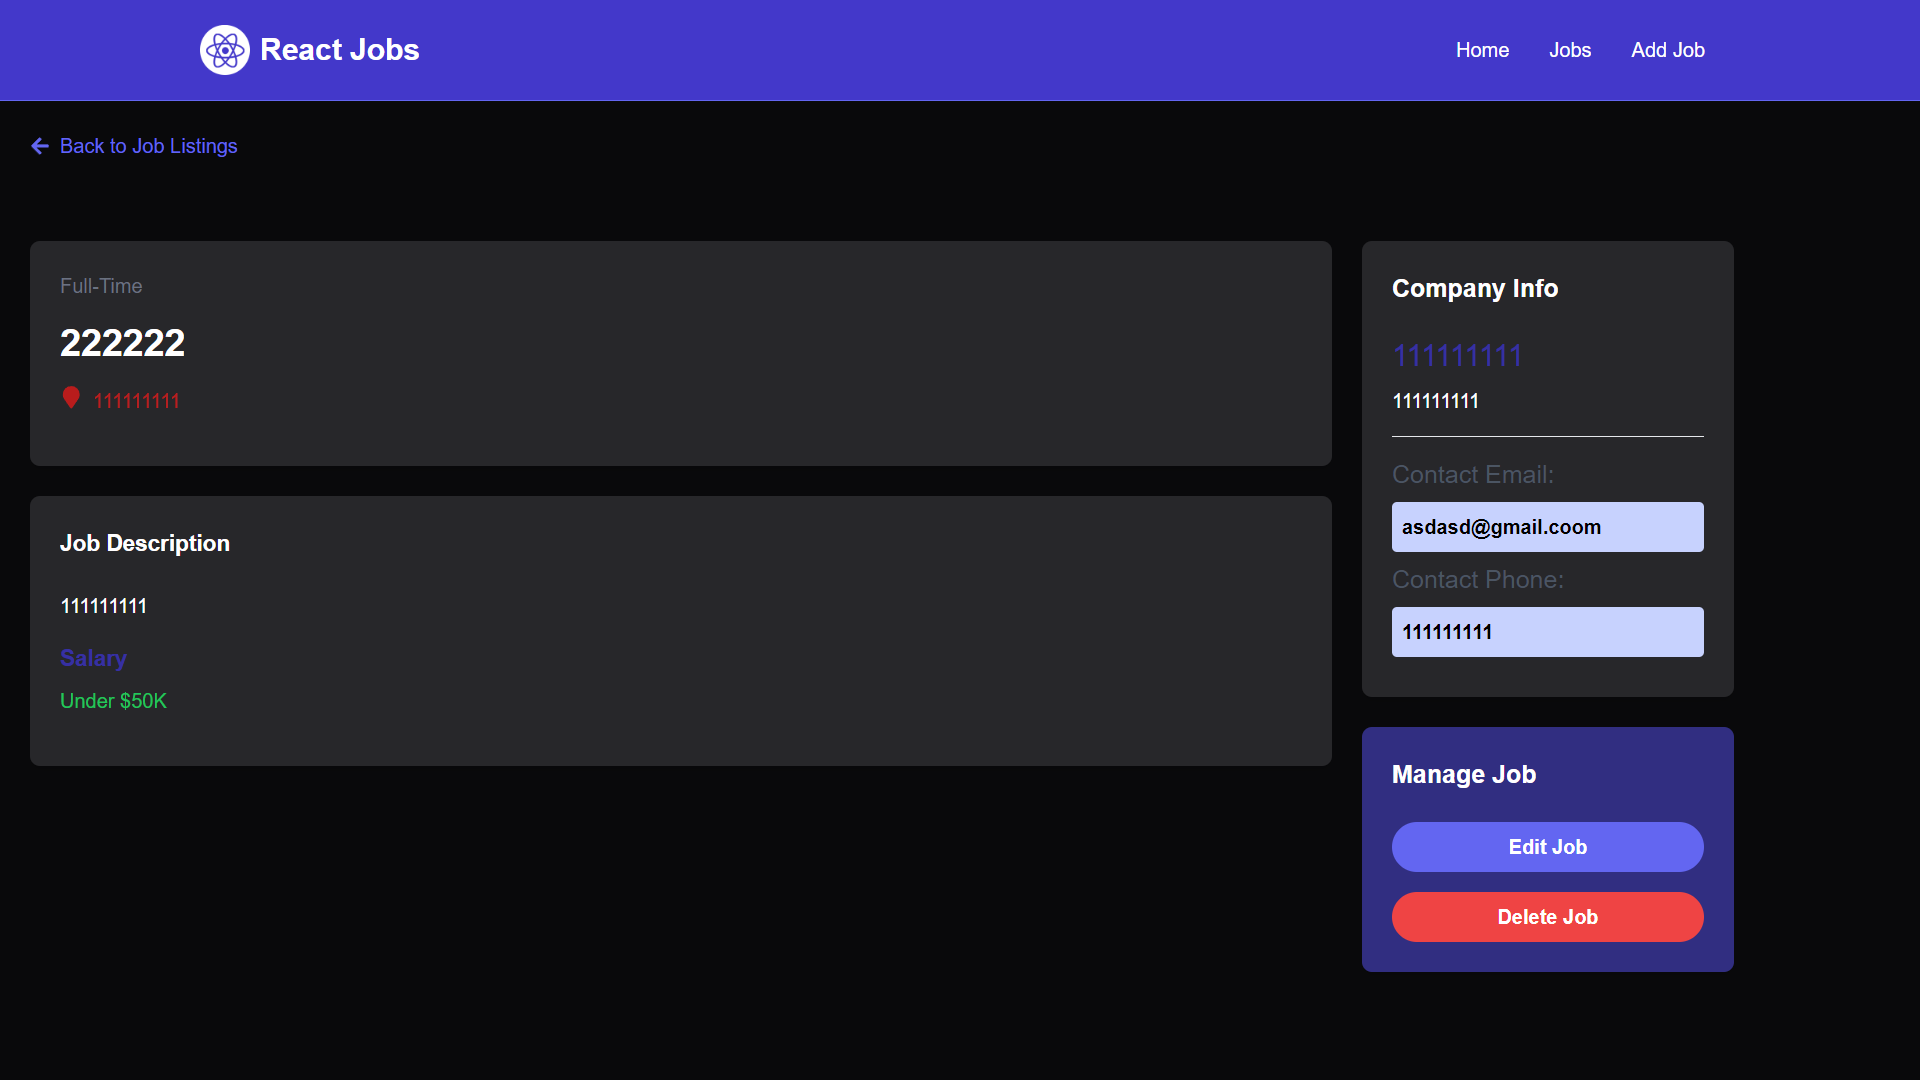 React Jobs
Home
Jobs
Add Job
Back to Job Listings
Full-Time
222222
111111111
Job Description
111111111
Salary
Under $50K
Company Info
111111111
111111111
Contact Email:
asdasd@gmail.coom
Contact Phone:
111111111
Manage Job
Edit Job
Delete Job